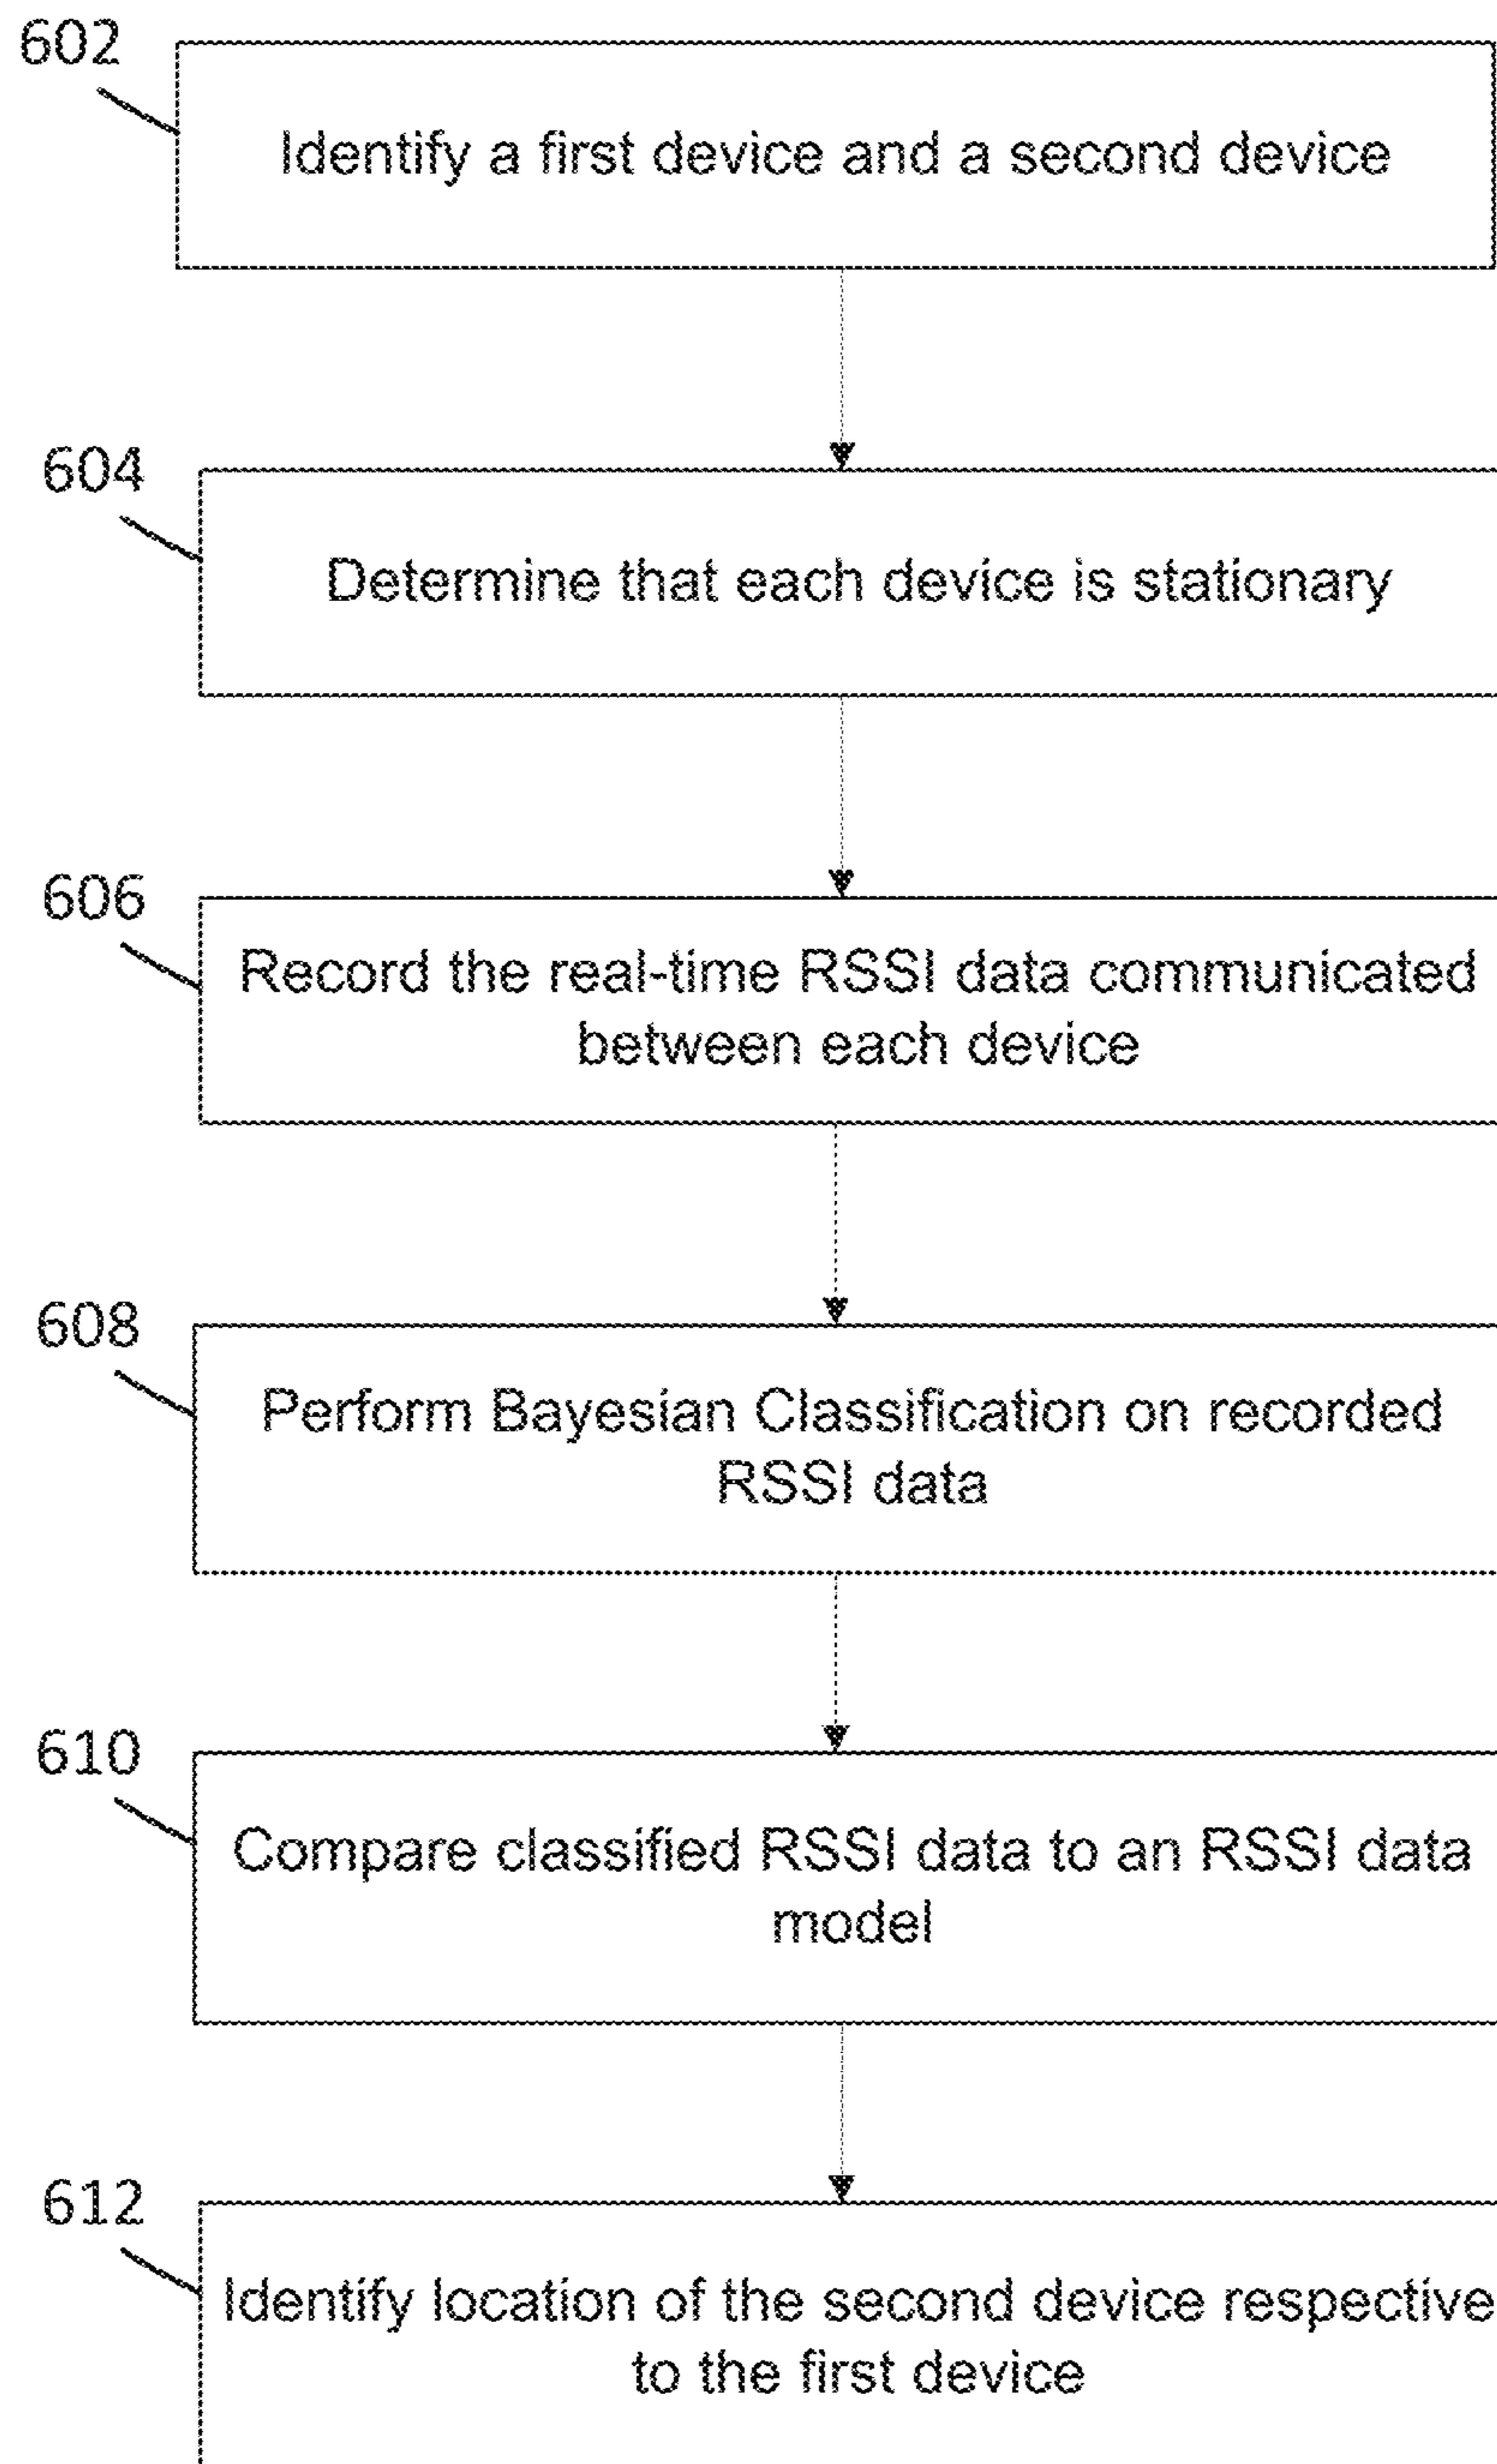 602
Identify a first device and a second device
604
Determine that each device is stationary
606
Record the real-time RSSI data communicated
between each device
608
Perform Bayesian Classification on recorded
RSSI data
610
Compare classified RSSI data to an RSSI data
model
612
Identify location of the second device respective
to the first device